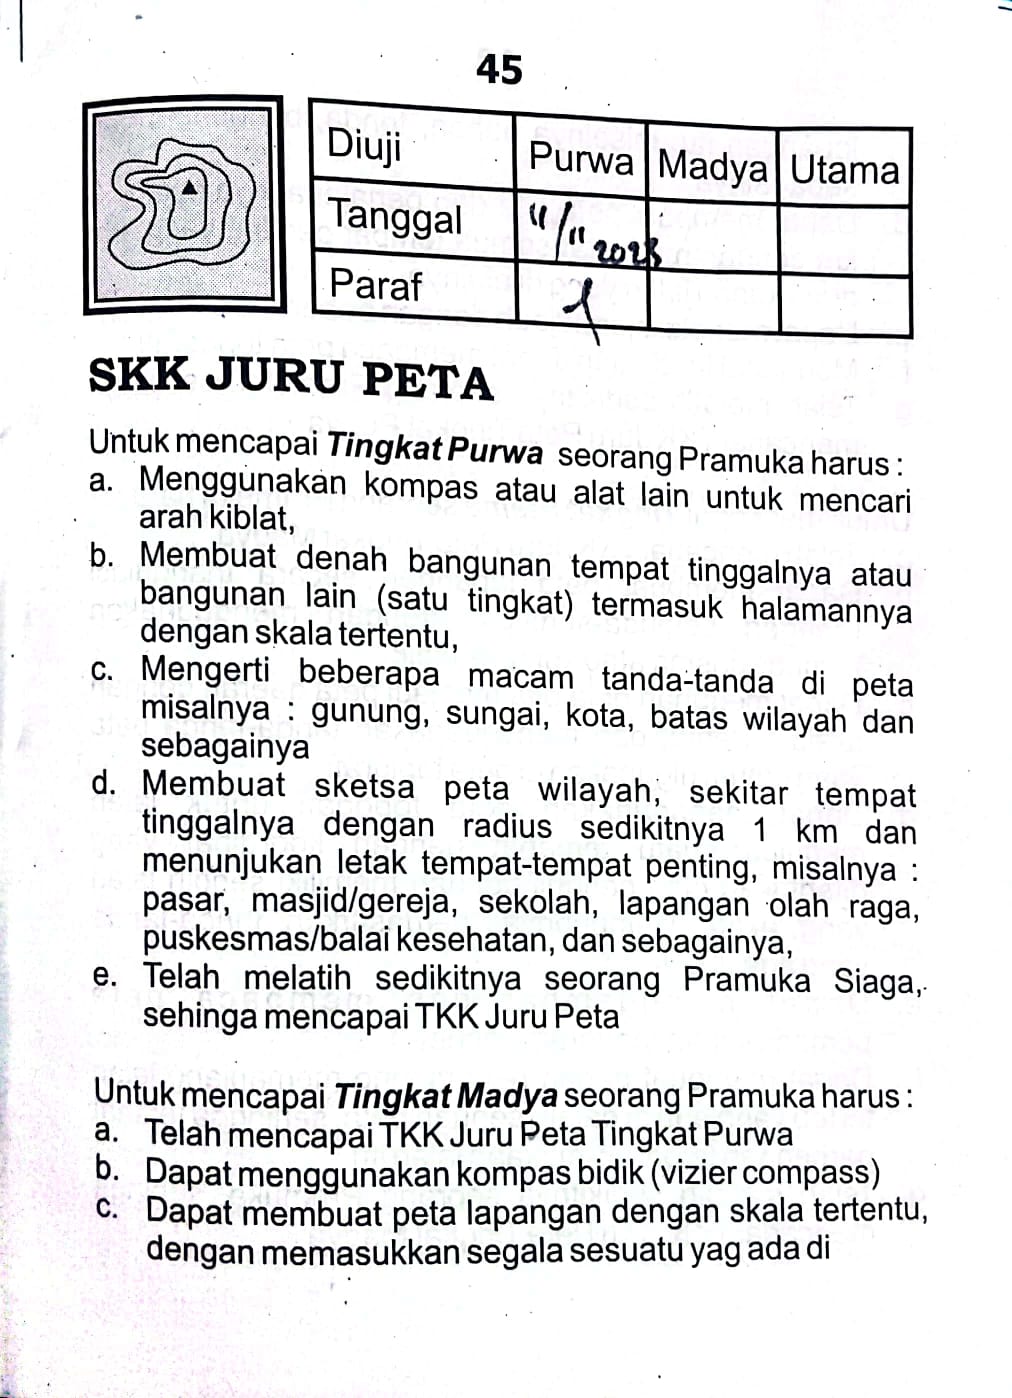 45
Diuji Purwa Madya Utama
Tanggal 11/11 2023
Paraf
SKK JURU PETA
Untuk mencapai Tingkat Purwa seorang Pramuka harus :
a. Menggunakan kompas atau alat lain untuk mencari
arah kiblat,
b. Membuat denah bangunan tempat tinggalnya atau
bangunan lain (satu tingkat) termasuk halamannya
dengan skala tertentu,
c. Mengerti beberapa macam tanda-tanda di peta
misalnya : gunung, sungai, kota, batas wilayah dan
sebagainya
d. Membuat sketsa peta wilayah, sekitar tempat
tinggalnya dengan radius sedikitnya 1 km dan
menunjukan letak tempat-tempat penting, misalnya :
pasar, masjid/gereja, sekolah, lapangan olah raga,
puskesmas/balai kesehatan, dan sebagainya,
e. Telah melatih sedikitnya seorang Pramuka Siaga,
sehinga mencapai TKK Juru Peta
Untuk mencapai Tingkat Madya seorang Pramuka harus :
a. Telah mencapai TKK Juru Peta Tingkat Purwa
b. Dapat menggunakan kompas bidik (vizier compass)
c. Dapat membuat peta lapangan dengan skala tertentu,
dengan memasukkan segala sesuatu yag ada di